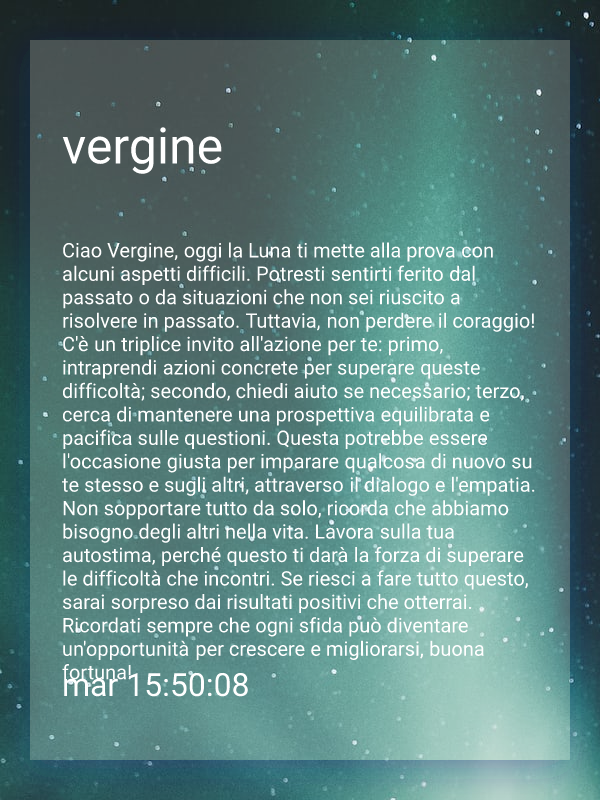 vergine
Ciao Vergine, oggi la Luna ti mette alla prova con
alcuni aspetti difficili. Potresti sentirti ferito dal
passato o da situazioni che non sei riuscito a
risolvere in passato. Tuttavia, non perdere il coraggio!
C'è un triplice invito all'azione per te: primo,
intraprendi azioni concrete per superare queste
difficoltà; secondo, chiedi aiuto se necessario; terzo,
cerca di mantenere una prospettiva equilibrata e
pacifica sulle questioni. Questa potrebbe essere
l'occasione giusta per imparare qualcosa di nuovo su
te stesso e sugli altri, attraverso il dialogo e l'empatia.
Non sopportare tutto da solo, ricorda che abbiamo
bisogno degli altri nella vita. Lavora sulla tua
autostima, perché questo ti darà la forza di superare
le difficoltà che incontri. Se riesci a fare tutto questo,
sarai sorpreso dai risultati positivi che otterrai.
Ricordati sempre che ogni sfida può diventare
un'opportunità per crescere e migliorarsi, buona
fortuna!
mar 15:50:08